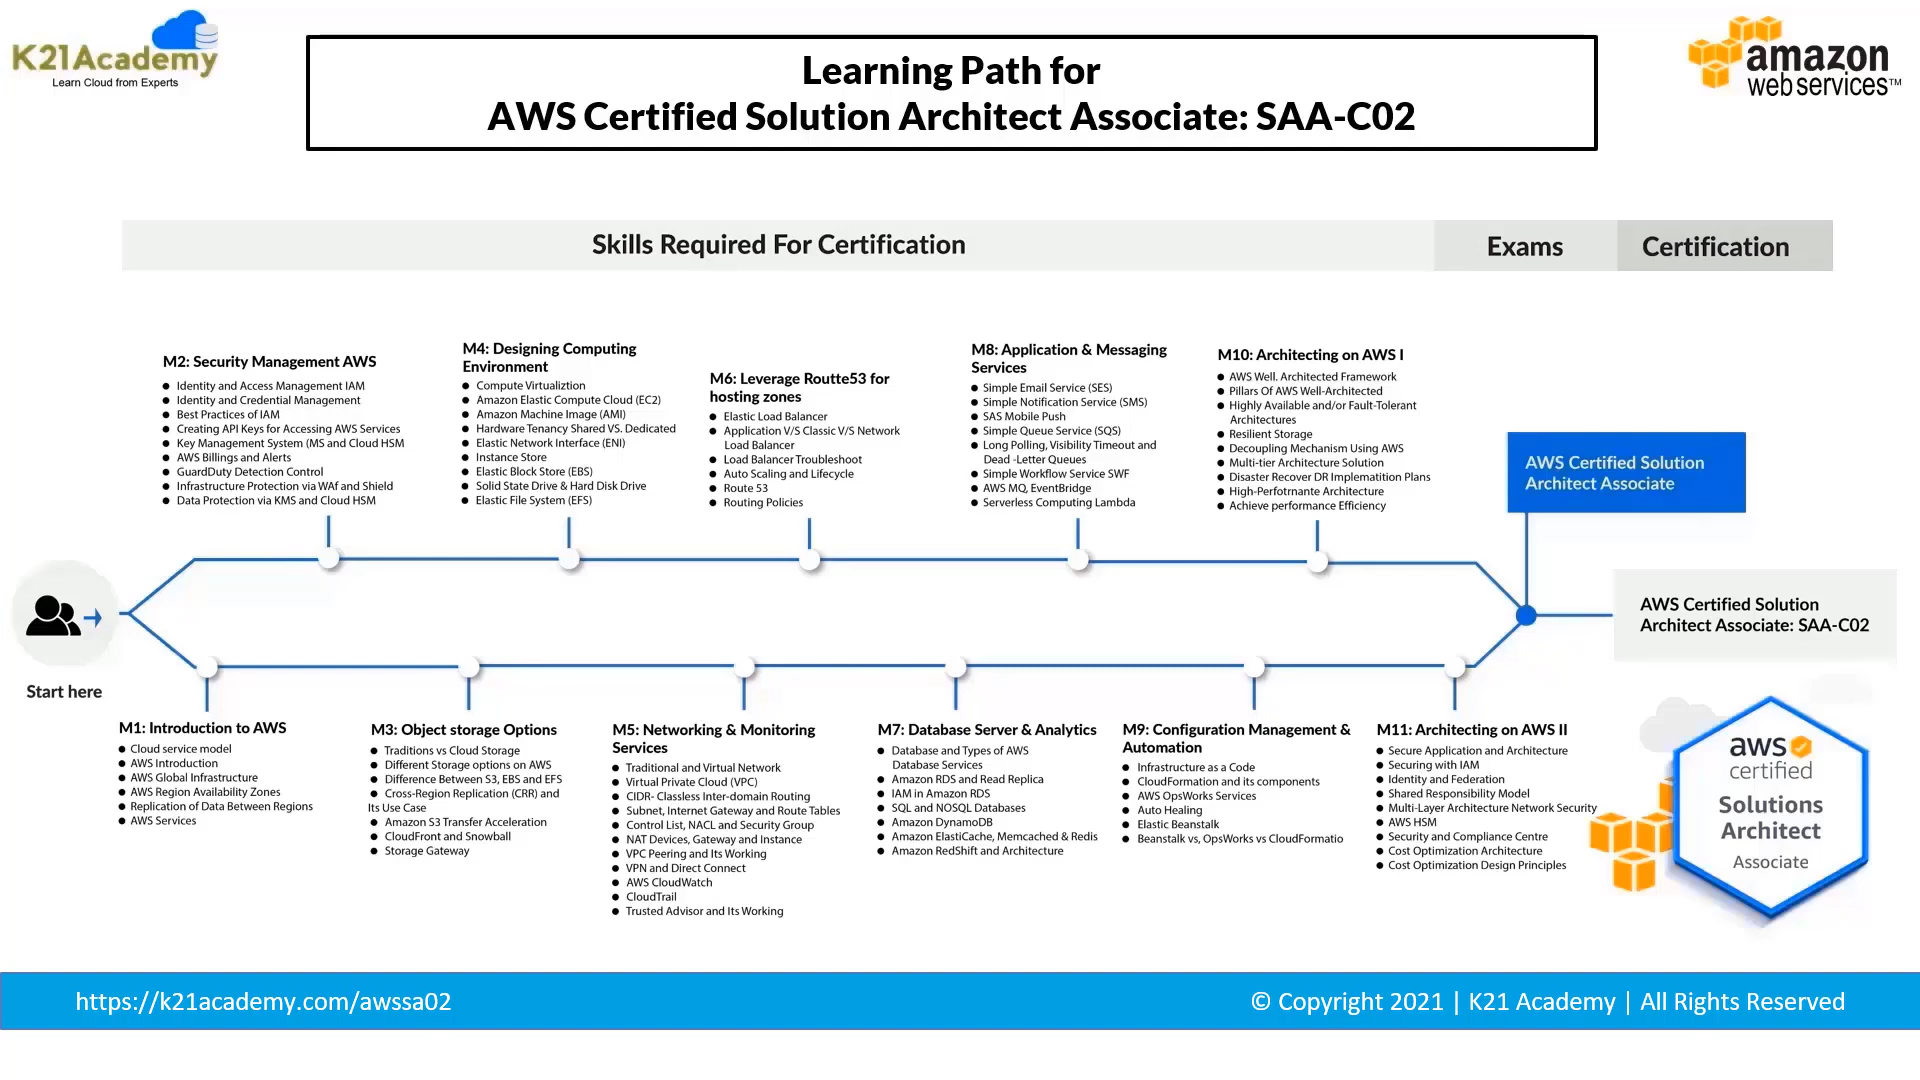 K21Academy
Learn Cloud from Experts
Learning Path for
AWS Certified Solution Architect Associate: SAA-C02
amazon
web services™
Skills Required For Certification
Exams
Certification
M2: Security Management AWS
Identity and Access Management IAM
Identity and Credential Management
Best Practices of IAM
Creating API Keys for Accessing AWS Services
Key Management System (MS and Cloud HSM
AWS Billings and Alerts
GuardDuty Detection Control
Infrastructure Protection via WAf and Shield
Data Protection via KMS and Cloud HSM
M4: Designing Computing
Environment
Compute Virtualiztion
Amazon Elastic Compute Cloud (EC2)
Amazon Machine Image (AMI)
Hardware Tenancy Shared VS. Dedicated
Elastic Network Interface (ENI)
Instance Store
Elastic Block Store (EBS)
Solid State Drive & Hard Disk Drive
Elastic File System (EFS)
M6: Leverage Routte53 for
hosting zones
Elastic Load Balancer
Application V/S Classic V/S Network
Load Balancer
Load Balancer Troubleshoot
Auto Scaling and Lifecycle
Route 53
Routing Policies
M8: Application & Messaging
Services
Simple Email Service (SES)
Simple Notification Service (SMS)
SAS Mobile Push
Simple Queue Service (SQS)
Long Polling, Visibility Timeout and
Dead -Letter Queues
Simple Workflow Service SWF
AWS MQ, EventBridge
Serverless Computing Lambda
M10: Architecting on AWS I
AWS Well. Architected Framework
Pillars Of AWS Well-Architected
Highly Available and/or Fault-Tolerant
Architectures
Resilient Storage
Decoupling Mechanism Using AWS
Multi-tier Architecture Solution
Disaster Recover DR Implematition Plans
High-Perfotrnante Architecture
Achieve performance Efficiency
AWS Certified Solution
Architect Associate
AWS Certified Solution
Architect Associate: SAA-C02
Start here
M1: Introduction to AWS
Cloud service model
AWS Introduction
AWS Global Infrastructure
AWS Region Availability Zones
Replication of Data Between Regions
AWS Services
M3: Object storage Options
Traditions vs Cloud Storage
Different Storage options on AWS
Difference Between S3, EBS and EFS
Cross-Region Replication (CRR) and
Its Use Case
Amazon S3 Transfer Acceleration
CloudFront and Snowball
Storage Gateway
M5: Networking & Monitoring
Services
Traditional and Virtual Network
Virtual Private Cloud (VPC)
CIDR- Classless Inter-domain Routing
Subnet, Internet Gateway and Route Tables
Control List, NACL and Security Group
NAT Devices, Gateway and Instance
VPC Peering and Its Working
VPN and Direct Connect
AWS CloudWatch
CloudTrail
Trusted Advisor and Its Working
M7: Database Server & Analytics
Database and Types of AWS
Database Services
Amazon RDS and Read Replica
IAM in Amazon RDS
SQL and NOSQL Databases
Amazon DynamoDB
Amazon ElastiCache, Memcached & Redis
Amazon RedShift and Architecture
M9: Configuration Management &
Automation
Infrastructure as a Code
CloudFormation and its components
AWS OpsWorks Services
Auto Healing
Elastic Beanstalk
Beanstalk vs, OpsWorks vs CloudFormatio
M11: Architecting on AWS II
Secure Application and Architecture
Securing with IAM
Identity and Federation
Shared Responsibility Model
Multi-Layer Architecture Network Security
AWS HSM
Security and Compliance Centre
Cost Optimization Architecture
Cost Optimization Design Principles
aws
certified
Solutions
Architect
Associate
https://k21academy.com/awssa02
© Copyright 2021 | K21 Academy | All Rights Reserved